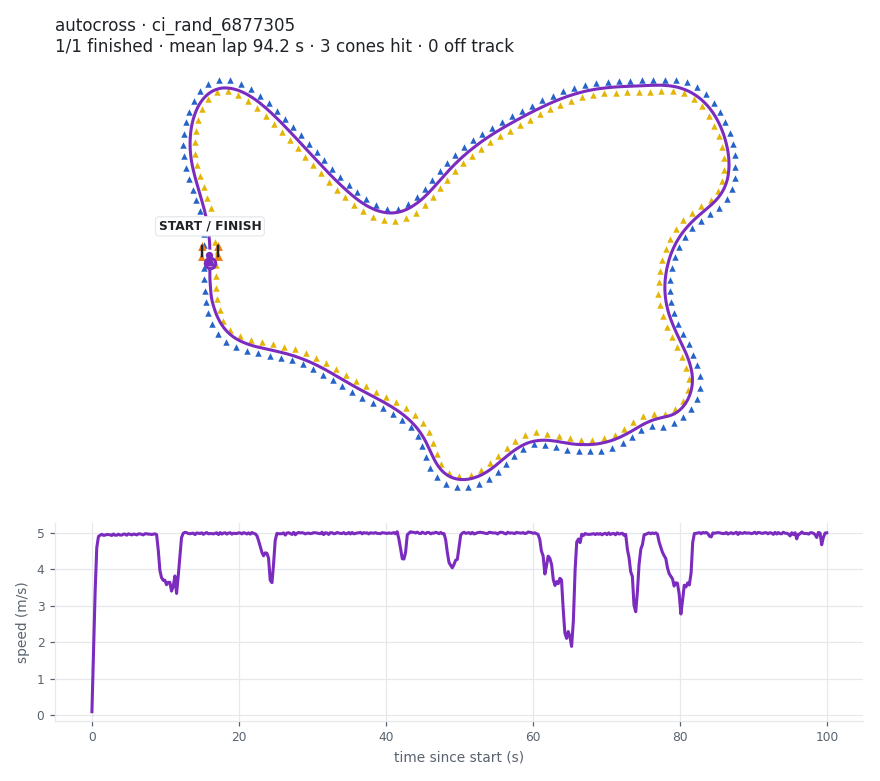 autocross · ci_rand_6877305
1/1 finished · mean lap 94.2 s · 3 cones hit · 0 off track
START / FINISH
5
4
3
2
1
0
speed (m/s)
0 20 40 60 80 100
time since start (s)